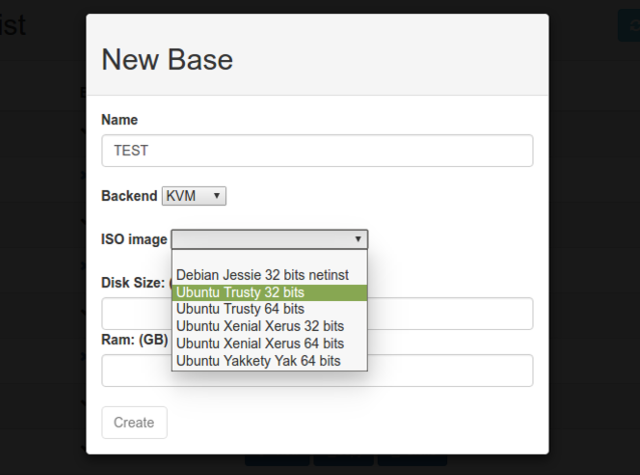 ist
New Base
Name
TEST
Backend KVM
ISO image
Debian Jessie 32 bits netinst
Disk Size:
Ubuntu Trusty 32 bits
Ubuntu Trusty 64 bits
Ubuntu Xenial Xerus 32 bits
Ram: (GB)
Ubuntu Xenial Xerus 64 bits
Ubuntu Yakkety Yak 64 bits
Create